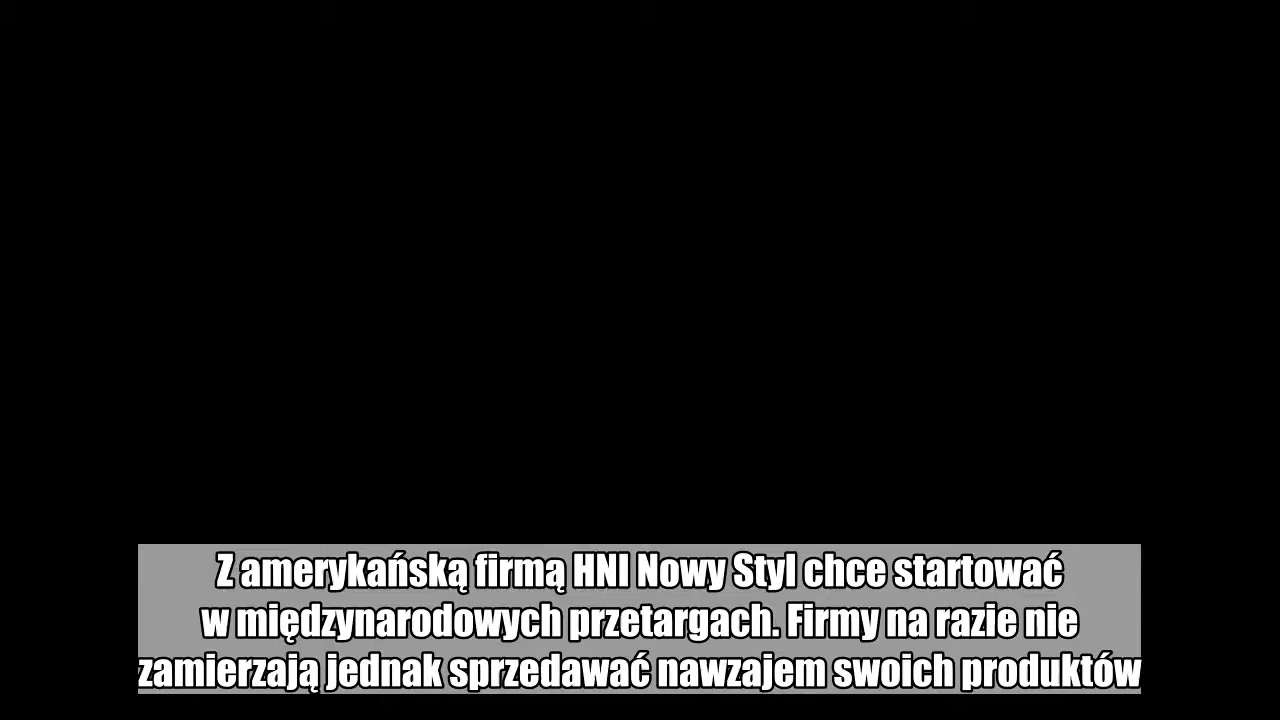 Z amerykańską firmą HNI Nowy Styl chce startować
w międzynarodowych przetargach. Firmy na razie nie
zamierzają jednak sprzedawać nawzajem swoich produktów